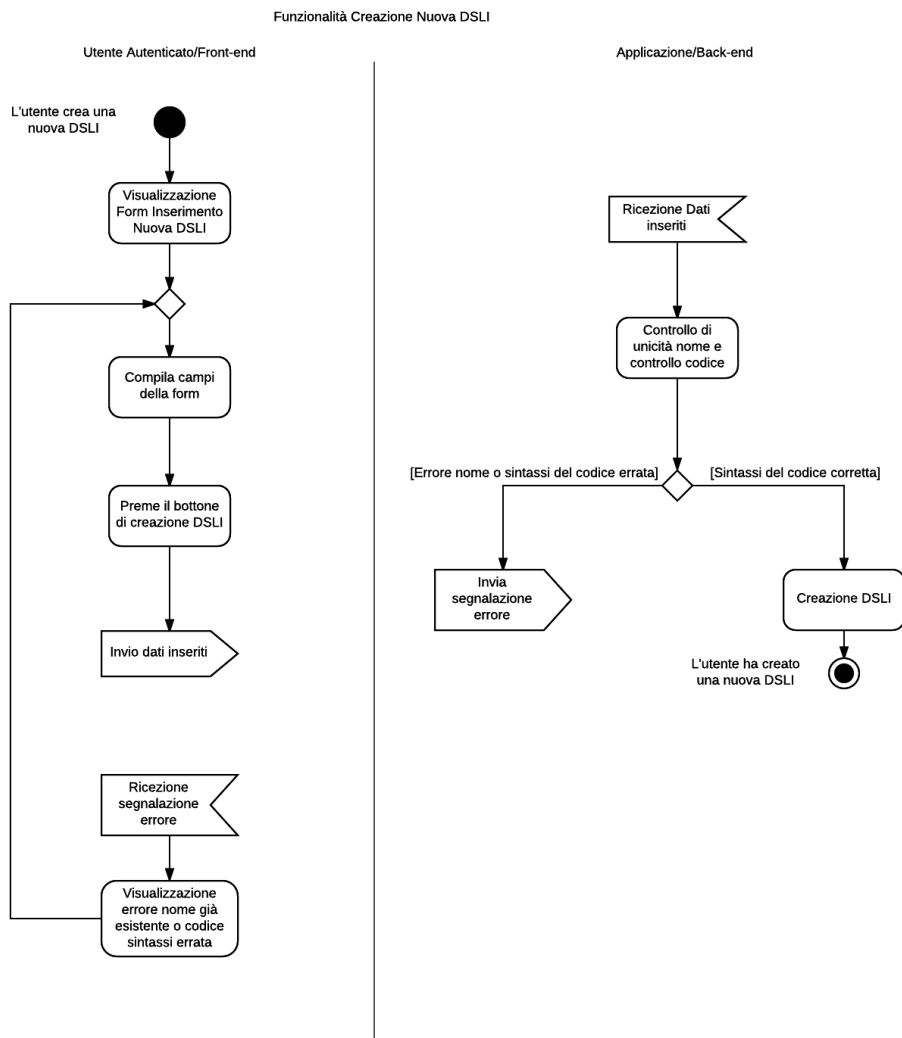 Funzionalità Creazione Nuova DSLI
Utente Autenticato/Front-end
Applicazione/Back-end
L'utente crea una
nuova DSLI
Visualizzazione
Form Inserimento
Nuova DSLI
Compila campi
della form
Preme il bottone
di creazione DSLI
Invio dati inseriti
Ricezione
segnalazione
errore
Visualizzazione
errore nome già
esistente o codice
sintassi errata
Ricezione Dati
inseriti
Controllo di
unicità nome e
controllo codice
[Errore nome o sintassi del codice errata]
[Sintassi del codice corretta]
Invia
segnalazione
errore
Creazione DSLI
L'utente ha creato
una nuova DSLI